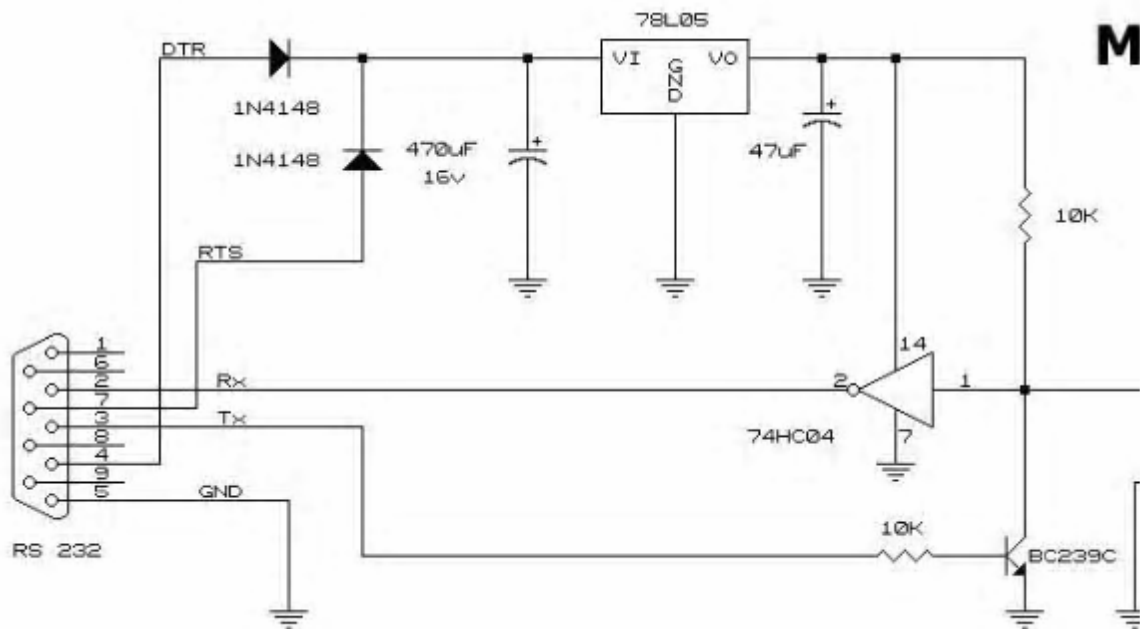 78L05
M
DTR
VI
VO
GND
1N4148
1N4148
470uF
16v
+
47uF
+
10K
RTS
1
6
2
7
3
8
4
9
5
Rx
Tx
GND
RS 232
14
2
1
7
74HC04
10K
BC239C